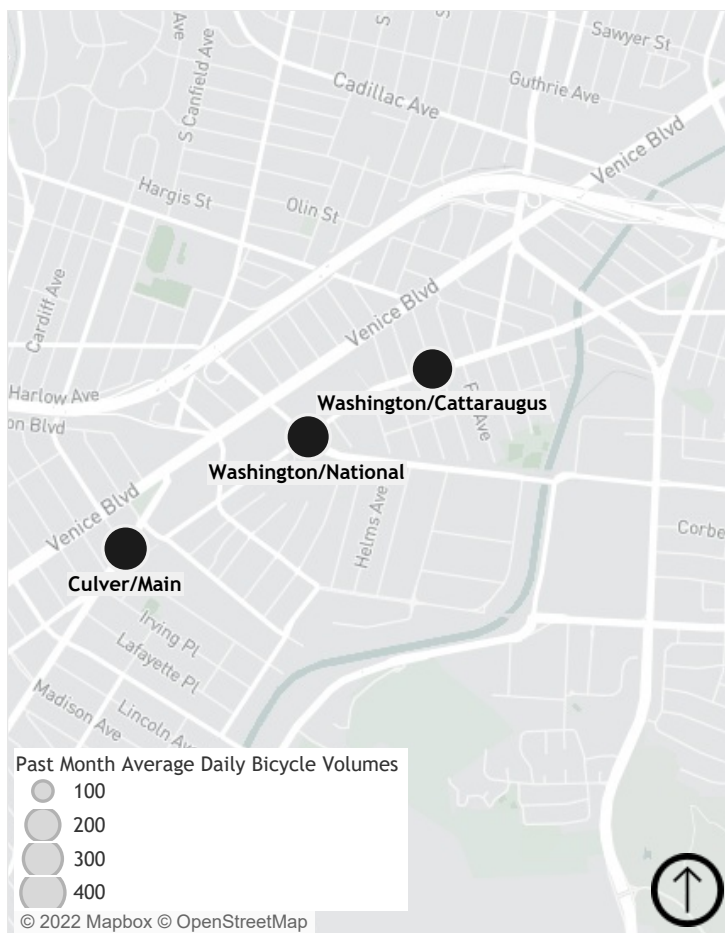 Sawyer St
S Canfield Ave
Guthrie Ave
Cadillac Ave
Venice Blvd
Hargis St
Olin St
Cardiff Ave
Venice Blvd
Harlow Ave
on Blvd
Washington/Cattaraugus
Ave
Washington/National
Venice Blvd
Helms Ave
Corbe
Culver/Main
Irving Pl
Lafayette Pl
Madison Ave
Lincoln Av
Past Month Average Daily Bicycle Volumes
100
200
300
400
© 2022 Mapbox © OpenStreetMap